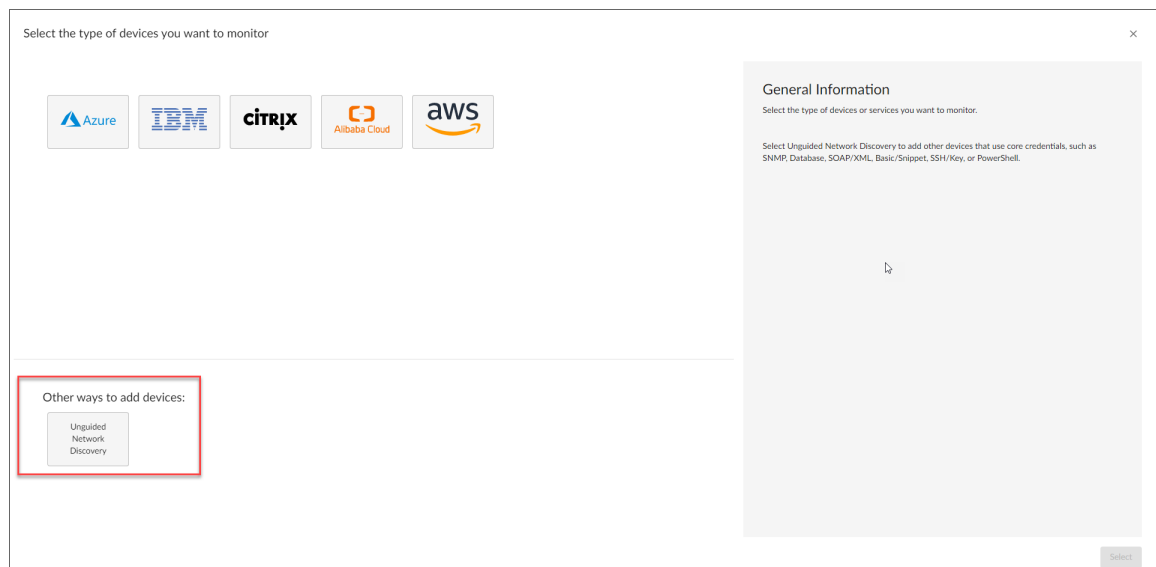 Select the type of devices you want to monitor
Azure
IBM
CİTRIX
Alibaba Cloud
aws
General Information
Select the type of devices or services you want to monitor.
Select Unguided Network Discovery to add other devices that use core credentials, such as
SNMP, Database, SOAP/XML, Basic/Snippet, SSH/Key, or PowerShell.
Other ways to add devices:
Unguided
Network
Discovery
Select